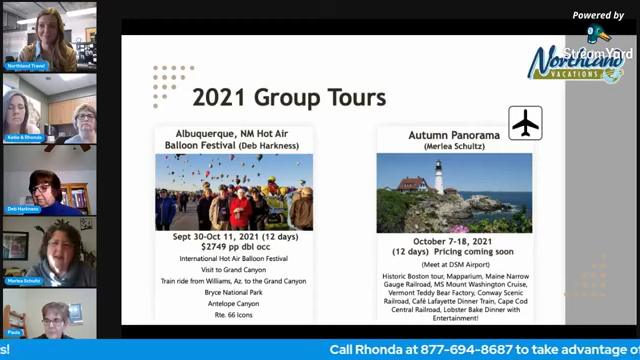 Powered by
StreamYard
Northland
VACATIONS
Northland Travel
Katie & Rhonda
Deb Harkness
Merlea Schultz
Paula
2021 Group Tours
Albuquerque, NM Hot Air
Balloon Festival (Deb Harkness)
Sept 30-Oct 11, 2021 (12 days)
$2749 pp dbl occ
International Hot Air Balloon Festival
Visit to Grand Canyon
Train ride from Williams, Az. to the Grand Canyon
Bryce National Park
Antelope Canyon
Rte. 66 Icons
Autumn Panorama
(Merlea Schultz)
October 7-18, 2021
(12 days) Pricing coming soon
(Meet at DSM Airport)
Historic Boston tour, Mapparium, Maine Narrow
Gauge Railroad, MS Mount Washington Cruise,
Vermont Teddy Bear Factory, Conway Scenic
Railroad, Café Lafayette Dinner Train, Cape Cod
Central Railroad, Lobster Bake Dinner with
Entertainment!
s! Call Rhonda at 877-694-8687 to take advantage of